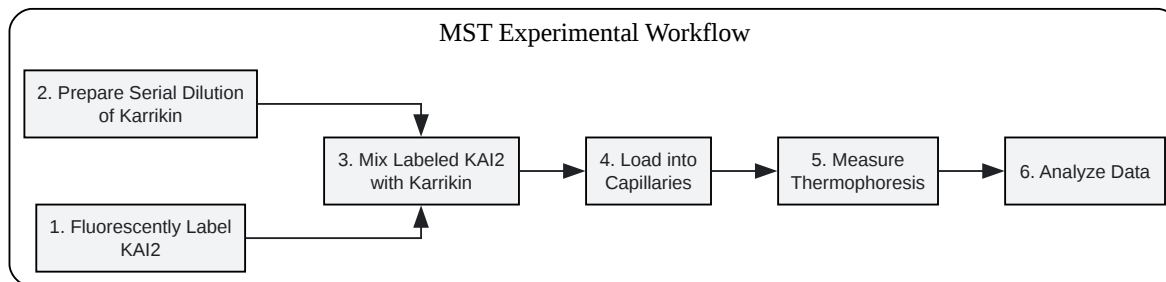 MST Experimental Workflow
2. Prepare Serial Dilution
of Karrikin
1. Fluorescently Label
KAI2
3. Mix Labeled KAI2
with Karrikin
4. Load into
Capillaries
5. Measure
Thermophoresis
6. Analyze Data